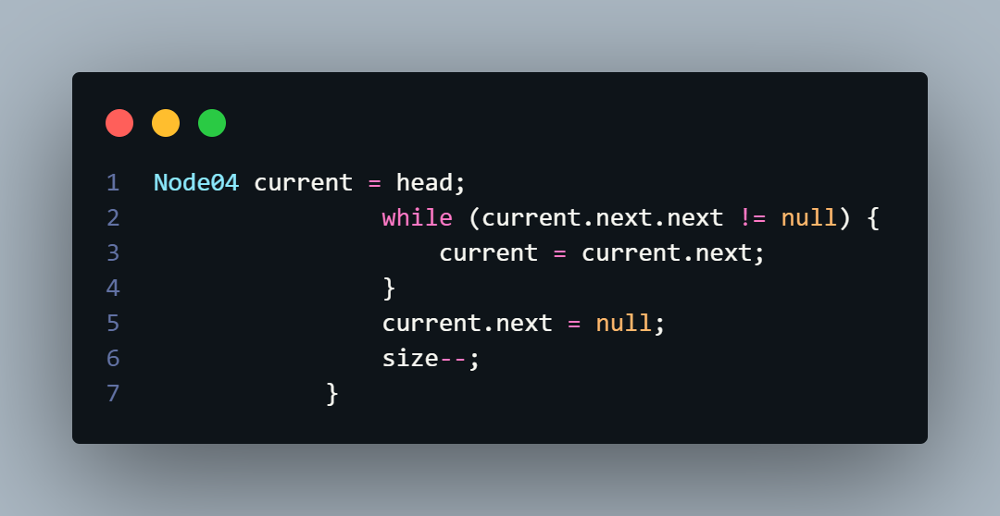 1 Node04 current = head;
2 while (current.next.next != null) {
3 current = current.next;
4 }
5 current.next = null;
6 size--;
7 }